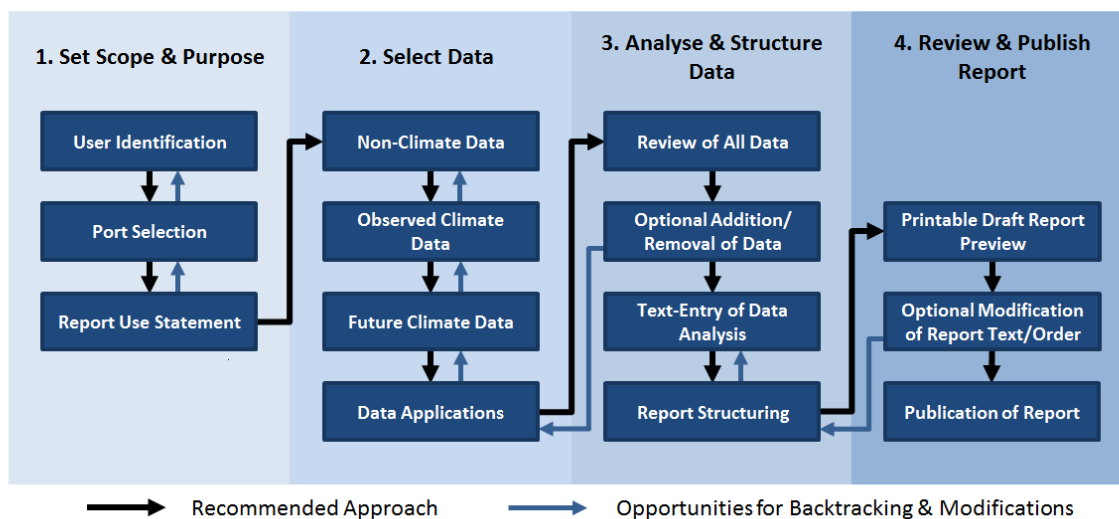 1. Set Scope & Purpose
User Identification
Port Selection
Report Use Statement
2. Select Data
Non-Climate Data
Observed Climate
Data
Future Climate Data
Data Applications
3. Analyse & Structure
Data
Review of All Data
Optional Addition/
Removal of Data
Text-Entry of Data
Analysis
Report Structuring
4. Review & Publish
Report
Printable Draft Report
Preview
Optional Modification
of Report Text/Order
Publication of Report
Recommended Approach
Opportunities for Backtracking & Modifications